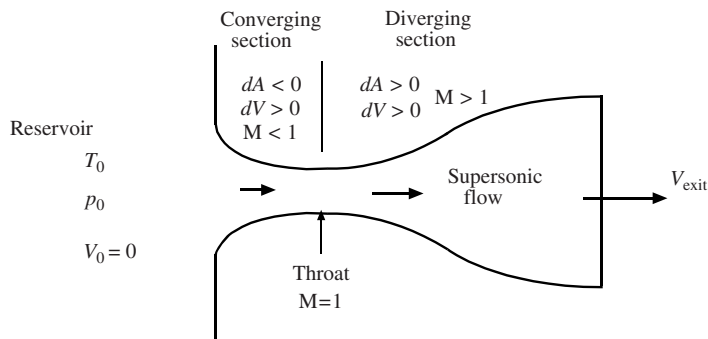 Converging
section
Diverging
section
dA < 0
dV > 0
M < 1
dA > 0
dV > 0
M > 1
Reservoir
T₀
p₀
V₀ = 0
Supersonic
flow
V_exit
Throat
M=1